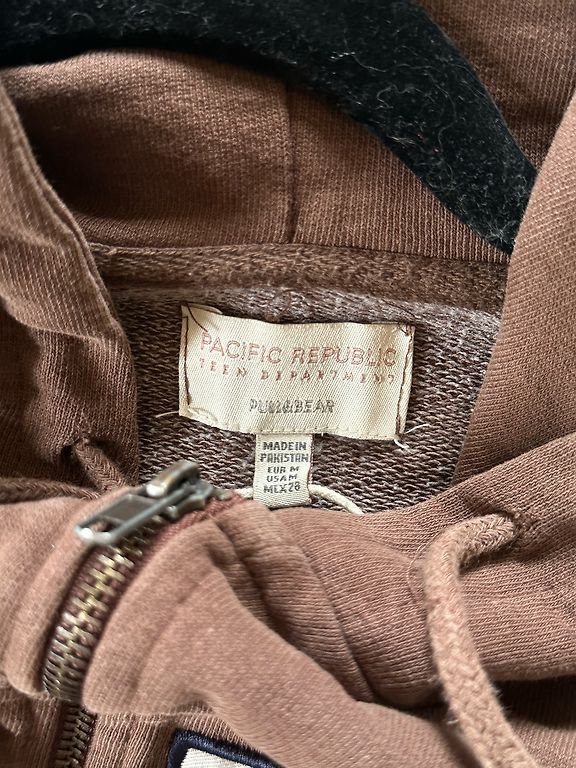 PACIFIC REPUBLIC
TEEN DEPARTMENT
PULL&BEAR
MADE IN
PAKISTAN
EUR M
USA M
MEX 28